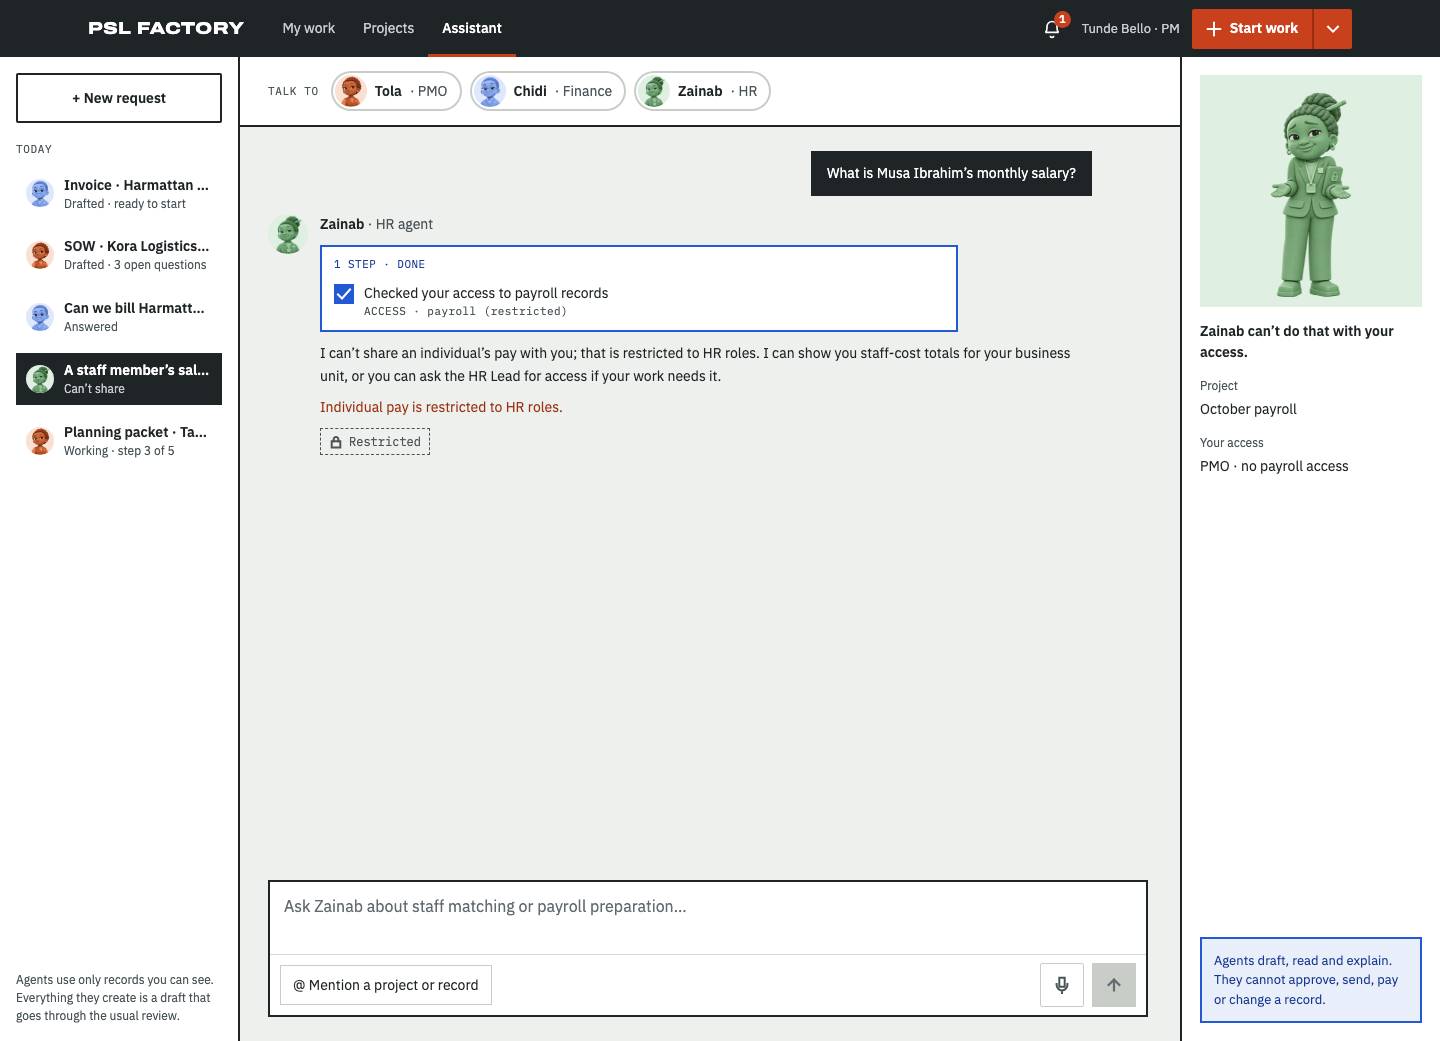 PSL FACTORY
My work
Projects
Assistant
1
Tunde Bello · PM
Start work
+ New request
TODAY
Invoice · Harmattan ...
Drafted · ready to start
SOW · Kora Logistics...
Drafted · 3 open questions
Can we bill Harmatt...
Answered
A staff member’s sal...
Can’t share
Planning packet · Ta...
Working · step 3 of 5
Agents use only records you can see.
Everything they create is a draft that
goes through the usual review.
TALK TO
Tola · PMO
Chidi · Finance
Zainab · HR
What is Musa Ibrahim’s monthly salary?
Zainab · HR agent
1 STEP · DONE
Checked your access to payroll records
ACCESS · payroll (restricted)
I can’t share an individual’s pay with you; that is restricted to HR roles. I can show you staff-cost totals for your business
unit, or you can ask the HR Lead for access if your work needs it.
Individual pay is restricted to HR roles.
Restricted
Ask Zainab about staff matching or payroll preparation...
@ Mention a project or record
Zainab can’t do that with your
access.
Project
October payroll
Your access
PMO · no payroll access
Agents draft, read and explain.
They cannot approve, send, pay
or change a record.